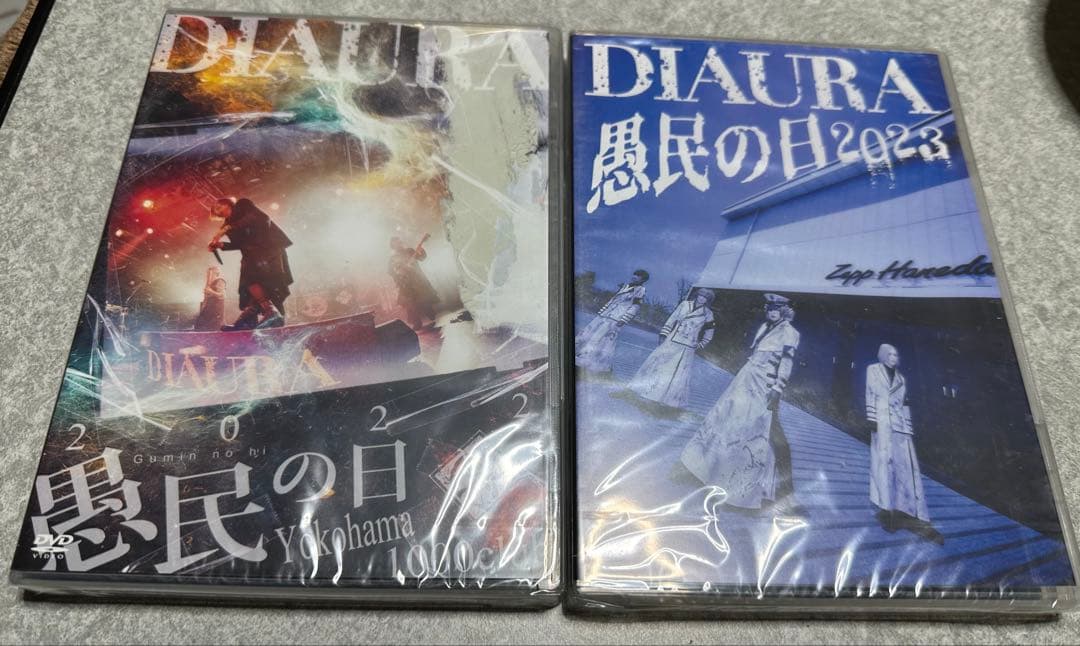 DIAURA
DIAURA
2022
Gumin no hi
愚民の日
Yokohama
DVD
VIDEO
DIAURA
愚民の日2023
Zepp Haneda